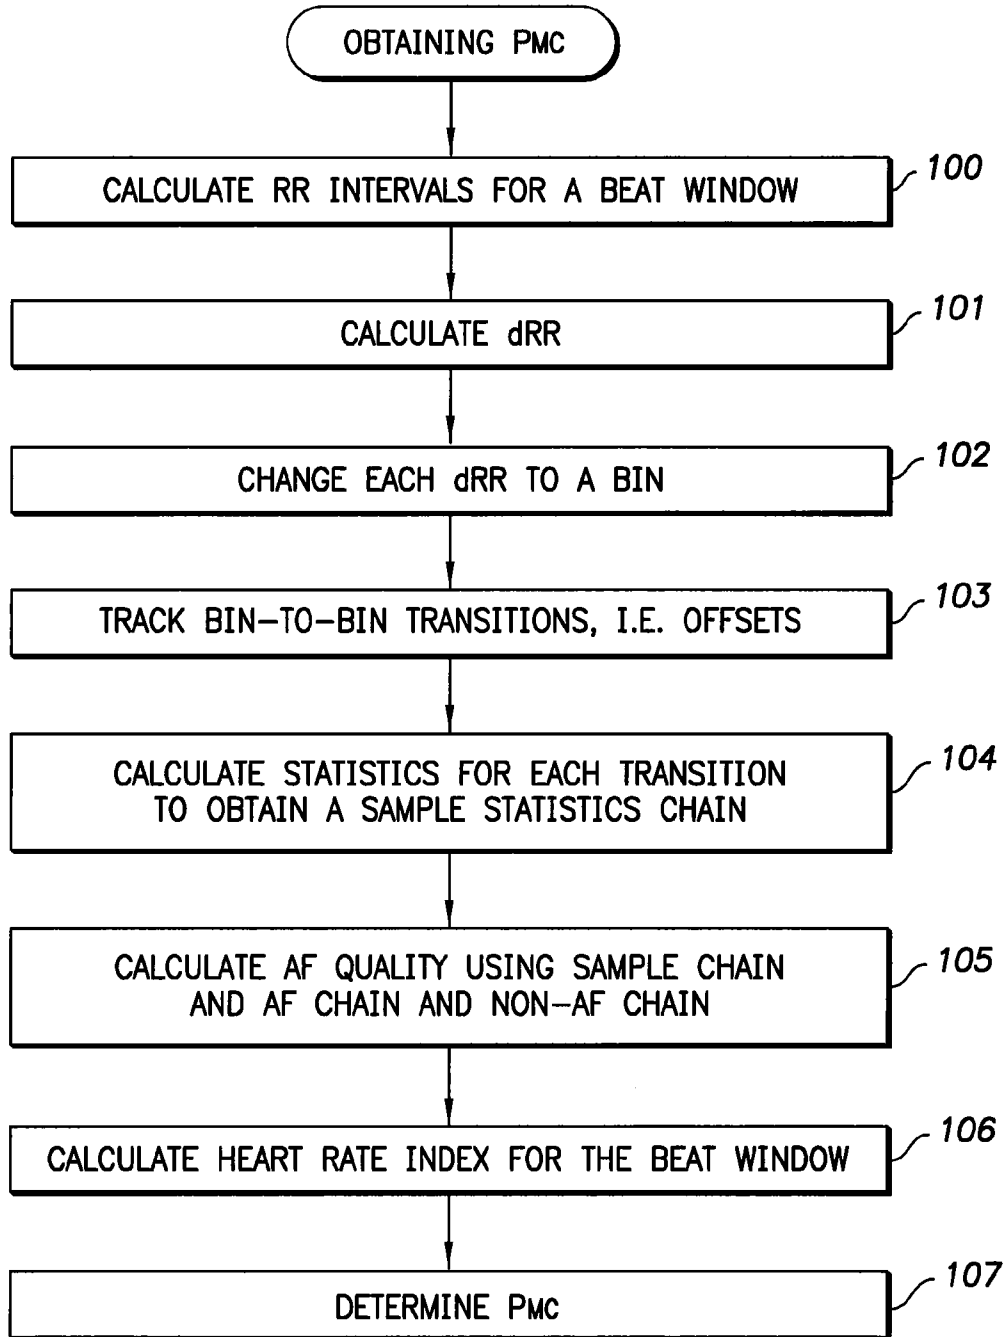 OBTAINING PMC
CALCULATE RR INTERVALS FOR A BEAT WINDOW
100
CALCULATE dRR
101
CHANGE EACH dRR TO A BIN
102
TRACK BIN-TO-BIN TRANSITIONS, I.E. OFFSETS
103
CALCULATE STATISTICS FOR EACH TRANSITION
TO OBTAIN A SAMPLE STATISTICS CHAIN
104
CALCULATE AF QUALITY USING SAMPLE CHAIN
AND AF CHAIN AND NON-AF CHAIN
105
CALCULATE HEART RATE INDEX FOR THE BEAT WINDOW
106
DETERMINE PMC
107